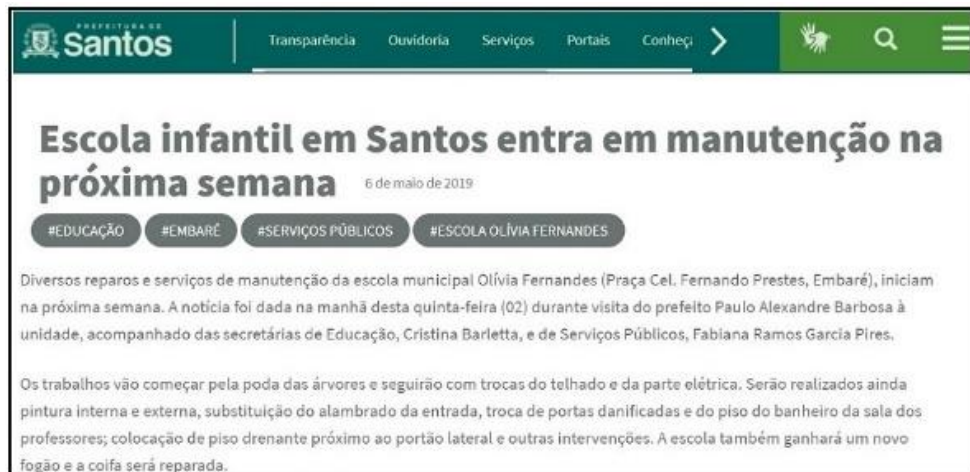 PREFEITURA DE
Santos
Transparência Ouvidoria Serviços Portais Conheç
Escola infantil em Santos entra em manutenção na
próxima semana 6 de maio de 2019
#EDUCAÇÃO #EMBARÉ #SERVIÇOS PÚBLICOS #ESCOLA OLÍVIA FERNANDES
Diversos reparos e serviços de manutenção da escola municipal Olívia Fernandes (Praça Cel. Fernando Prestes, Embaré), iniciam
na próxima semana. A notícia foi dada na manhã desta quinta-feira (02) durante visita do prefeito Paulo Alexandre Barbosa à
unidade, acompanhado das secretárias de Educação, Cristina Barletta, e de Serviços Públicos, Fabiana Ramos Garcia Pires.
Os trabalhos vão começar pela poda das árvores e seguirão com trocas do telhado e da parte elétrica. Serão realizados ainda
pintura interna e externa, substituição do alambrado da entrada, troca de portas danificadas e do piso do banheiro da sala dos
professores; colocação de piso drenante próximo ao portão lateral e outras intervenções. A escola também ganhará um novo
fogão e a coifa será reparada.